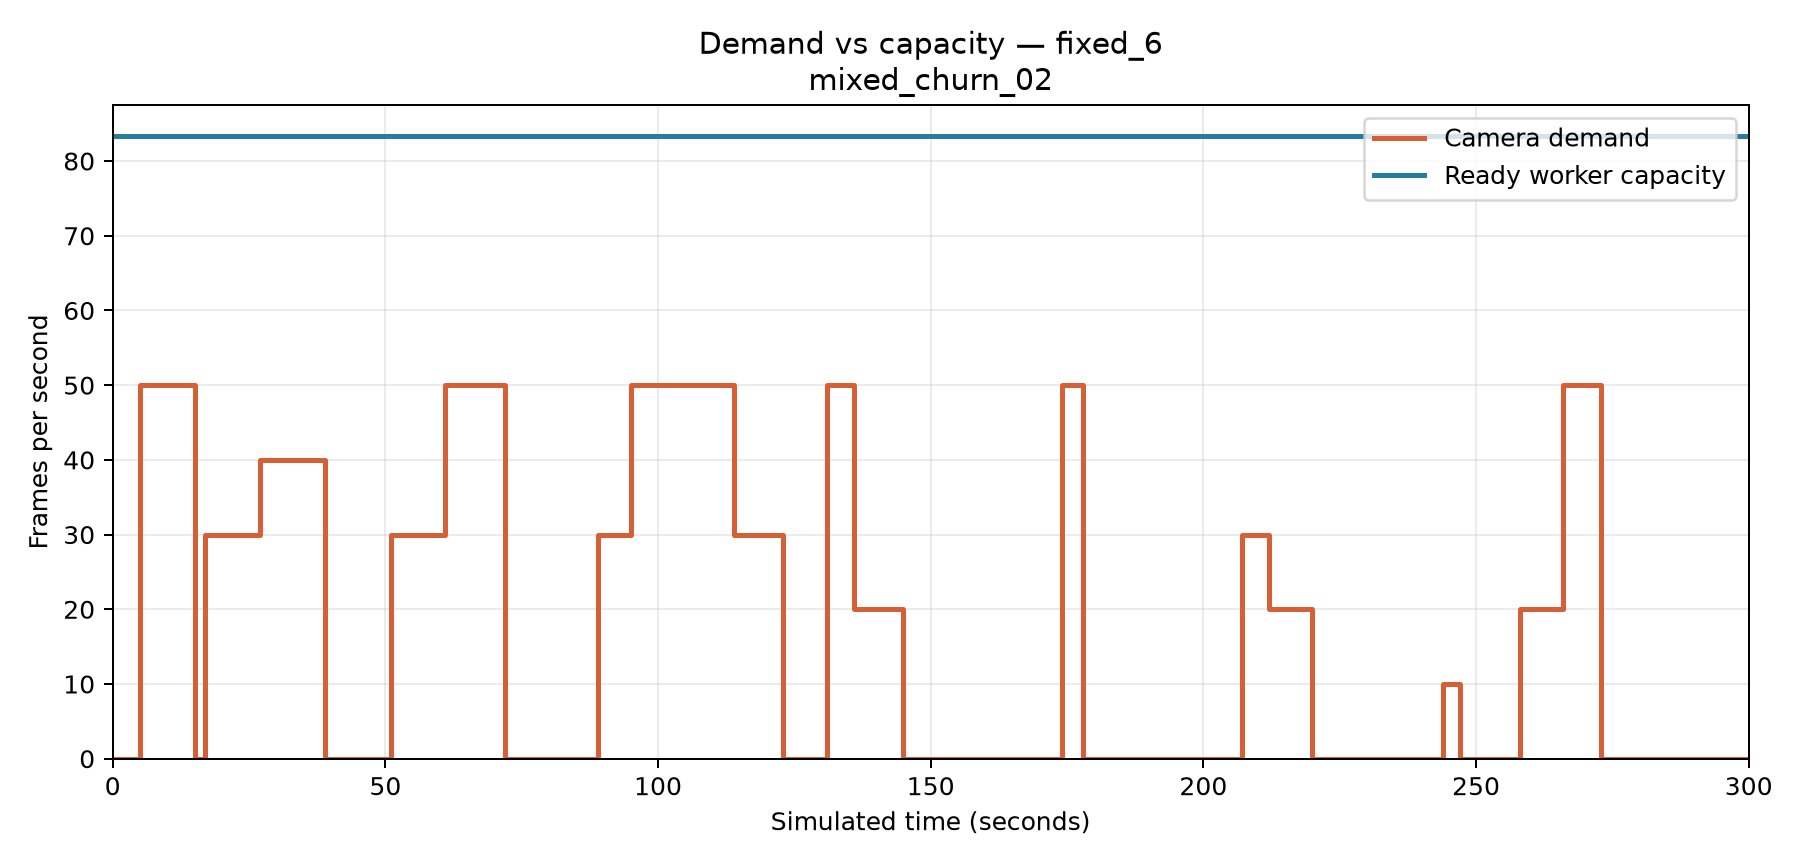 Demand vs capacity — fixed_6
mixed_churn_02
Camera demand
Ready worker capacity
Frames per second
80
70
60
50
40
30
20
10
0
0 50 100 150 200 250 300
Simulated time (seconds)